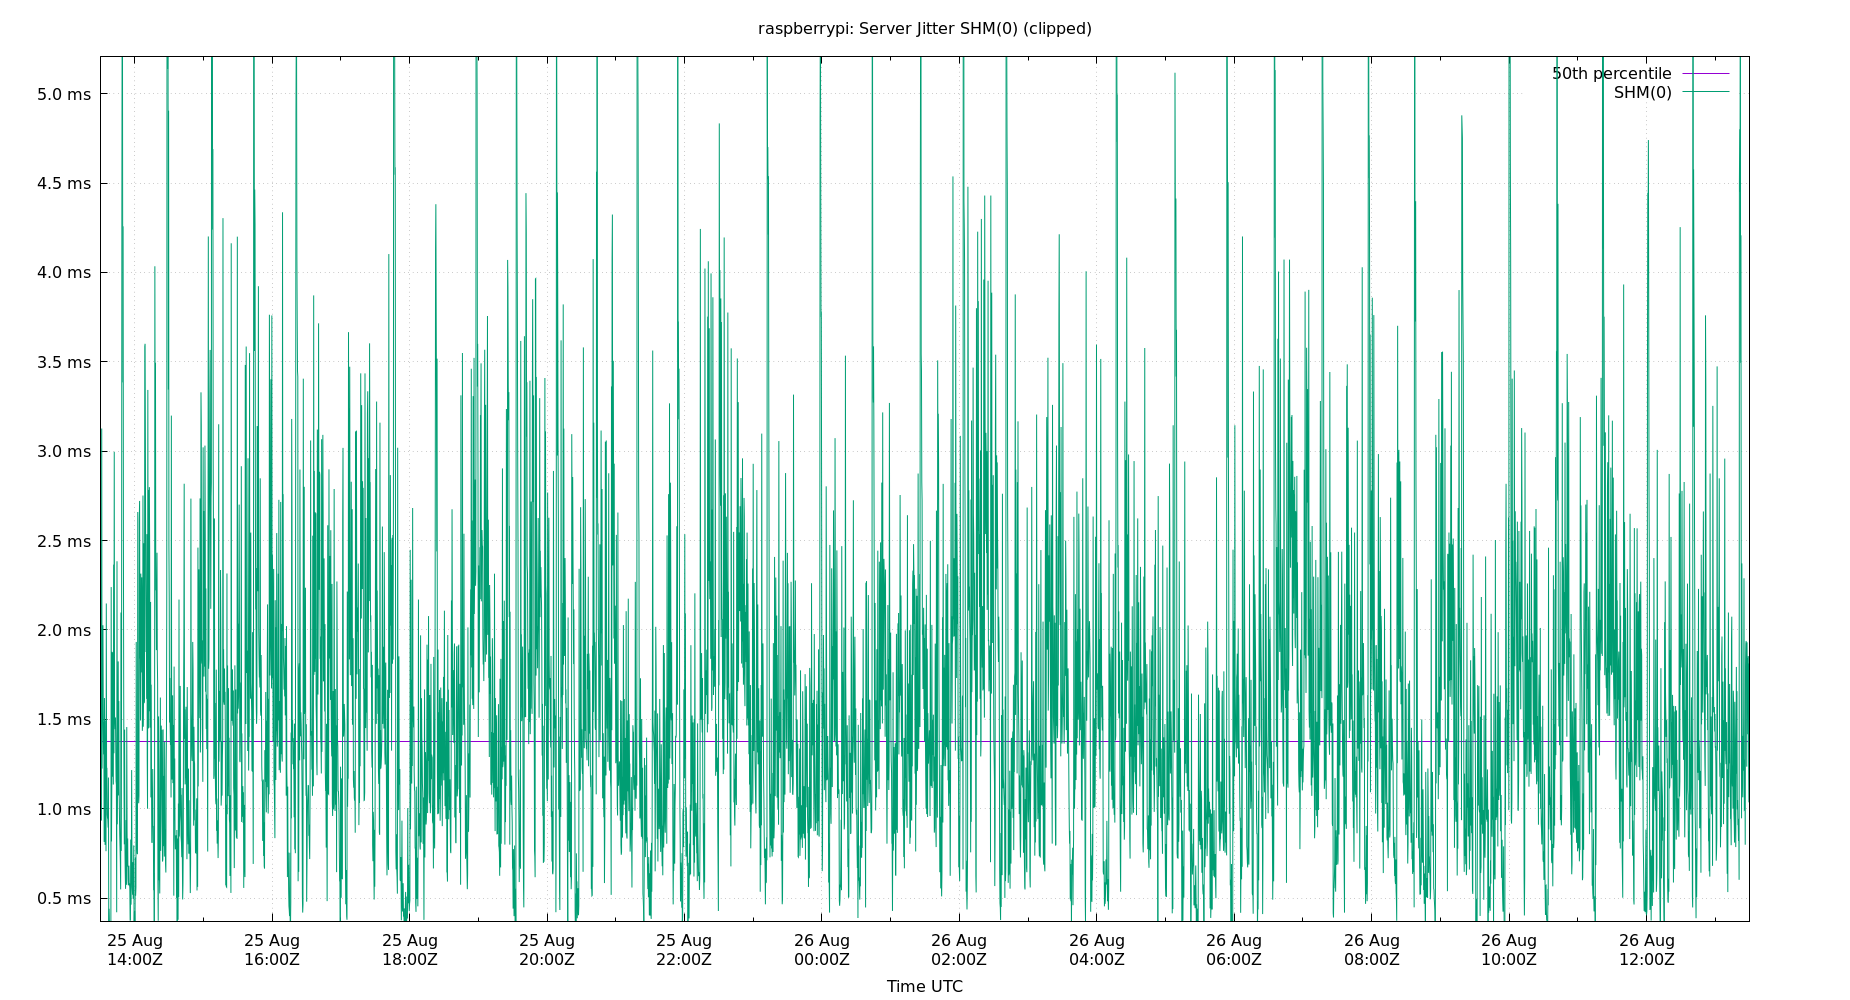 raspberrypi: Server Jitter SHM(0) (clipped)
50th percentile
SHM(0)
5.0 ms
4.5 ms
4.0 ms
3.5 ms
3.0 ms
2.5 ms
2.0 ms
1.5 ms
1.0 ms
0.5 ms
25 Aug 25 Aug 25 Aug 25 Aug 25 Aug 26 Aug 26 Aug 26 Aug 26 Aug 26 Aug 26 Aug 26 Aug
14:00Z 16:00Z 18:00Z 20:00Z 22:00Z 00:00Z 02:00Z 04:00Z 06:00Z 08:00Z 10:00Z 12:00Z
Time UTC